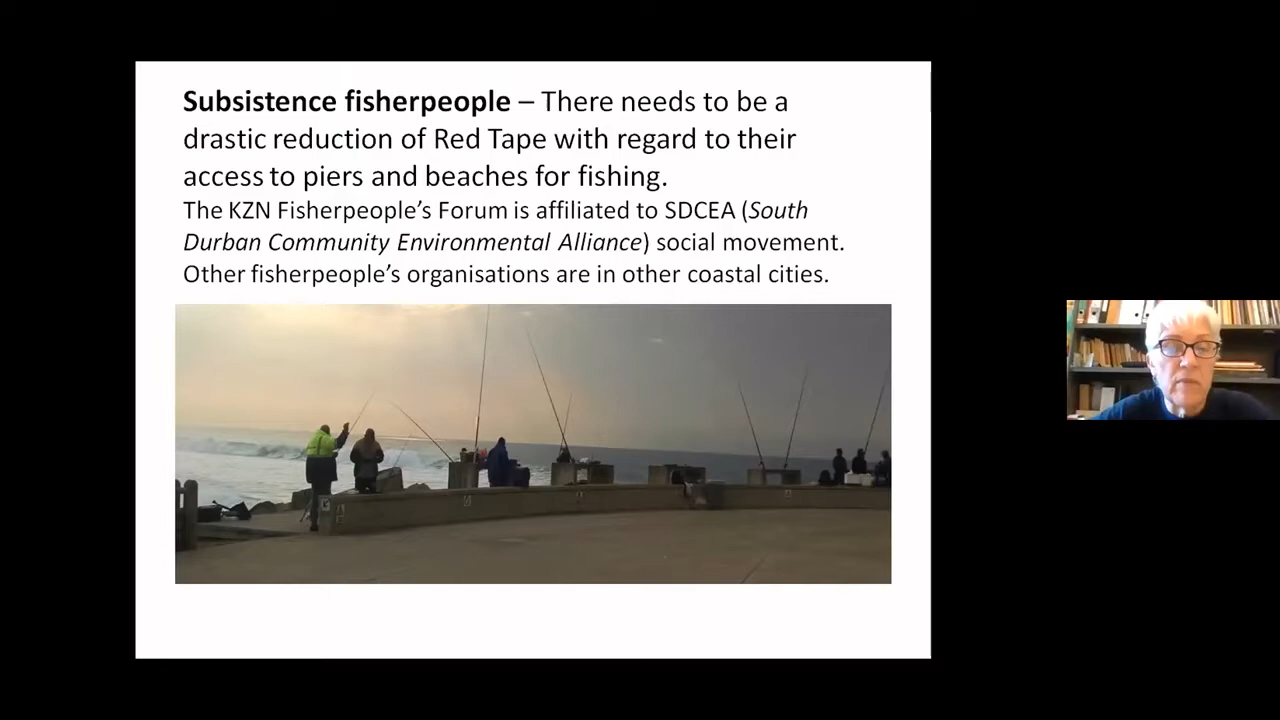 Subsistence fisherpeople – There needs to be a
drastic reduction of Red Tape with regard to their
access to piers and beaches for fishing.
The KZN Fisherpeople’s Forum is affiliated to SDCEA (South
Durban Community Environmental Alliance) social movement.
Other fisherpeople’s organisations are in other coastal cities.